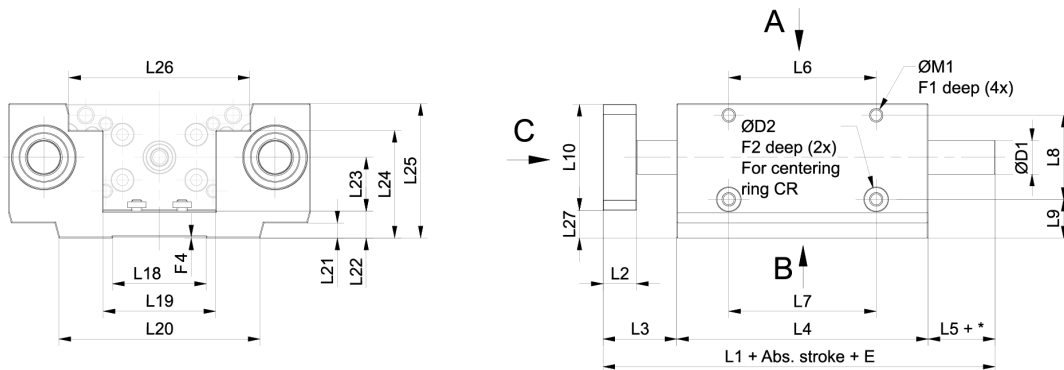 L26
L25
L24
L23
L22
L21
F4
L18
L19
L20
A
L6
ØM1
F1 deep (4x)
C
L10
ØD2
F2 deep (2x)
For centering
ring CR
ØD1
L8
L27
L9
L2
B
L3
L7
L4
L5 + *
L1 + Abs. stroke + E